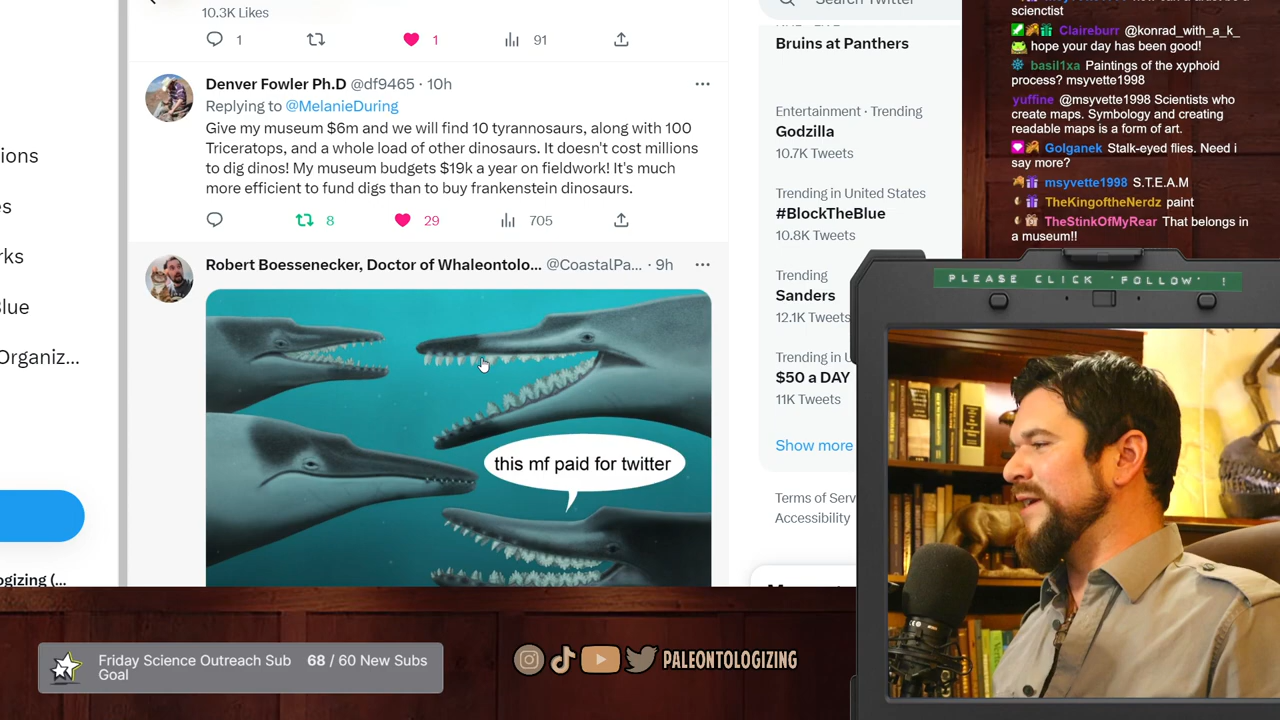 10.3K Likes
1
1
91
Denver Fowler Ph.D @df9465 · 10h
Replying to @MelanieDuring
Give my museum $6m and we will find 10 tyrannosaurs, along with 100
Triceratops, and a whole load of other dinosaurs. It doesn't cost millions
to dig dinos! My museum budgets $19k a year on fieldwork! It's much
more efficient to fund digs than to buy frankenstein dinosaurs.
8
29
705
Robert Boessenecker, Doctor of Whaleontolo... @CoastalPa... · 9h
this mf paid for twitter
ions
rks
Blue
Organiz...
ogizing (...
Search Twitter
Bruins at Panthers
Entertainment · Trending
Godzilla
10.7K Tweets
Trending in United States
#BlockTheBlue
10.8K Tweets
Trending
Sanders
12.1K Tweets
Trending in U
$50 a DAY
11K Tweets
Show more
Terms of Serv
Accessibility
scienctist
Claireburr @konrad_with_a_k_
hope your day has been good!
basil1xa Paintings of the xyphoid
process? msyvette1998
yuffine @msyvette1998 Scientists who
create maps. Symbology and creating
readable maps is a form of art.
Golganek Stalk-eyed flies. Need i
say more?
msyvette1998 S.T.E.A.M
TheKingoftheNerdz paint
TheStinkOfMyRear That belongs in
a museum!!
PLEASE CLICK 'FOLLOW' !
Friday Science Outreach Sub
Goal
68 / 60 New Subs
PALEONTOLOGIZING